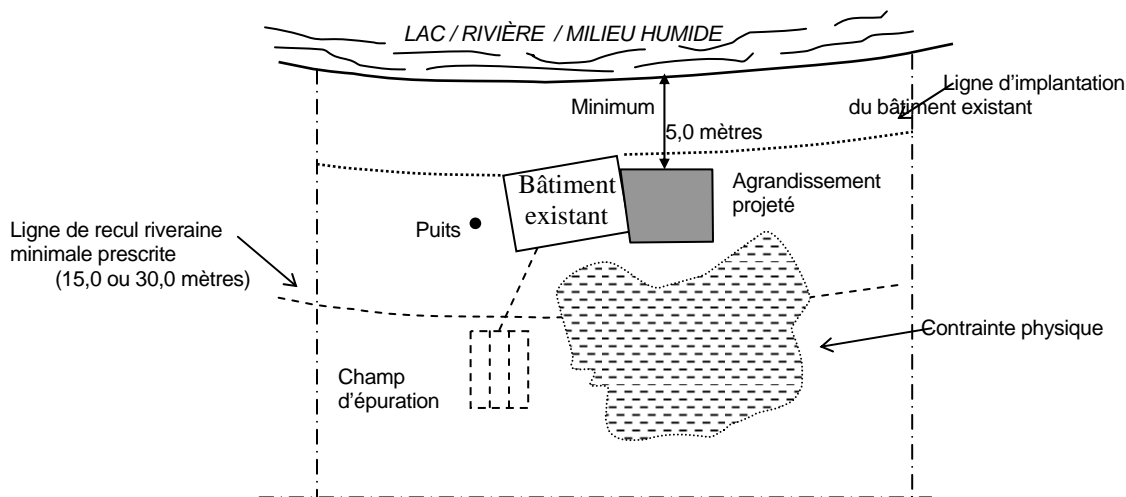 LAC / RIVIÈRE / MILIEU HUMIDE
Ligne d'implantation
du bâtiment existant
Minimum
5,0 mètres
Bâtiment
existant
Agrandissement
projeté
Puits
Ligne de recul riveraine
minimale prescrite
(15,0 ou 30,0 mètres)
Contrainte physique
Champ
d'épuration